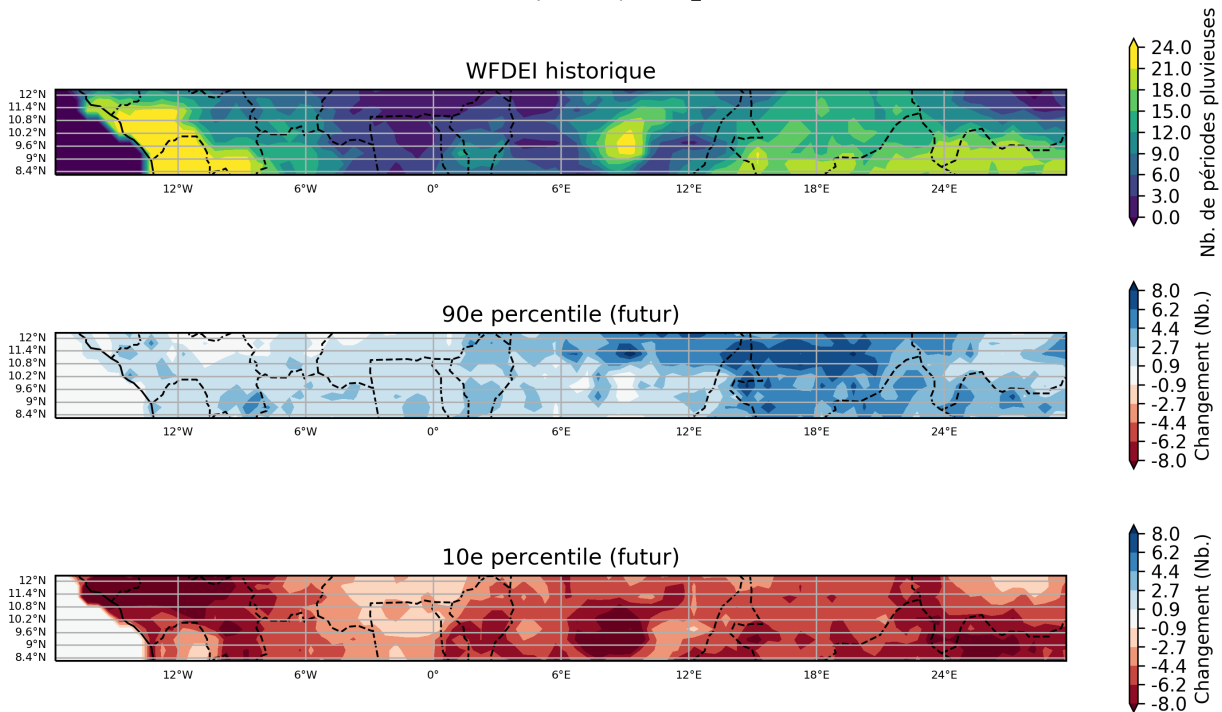 WFDEI historique
12°N
11.4°N
10.8°N
10.2°N
9.6°N
9°N
8.4°N
12°W
6°W
0°
6°E
12°E
18°E
24°E
24.0
21.0
18.0
15.0
12.0
9.0
6.0
3.0
0.0
Nb. de périodes pluvieuses
90e percentile (futur)
12°N
11.4°N
10.8°N
10.2°N
9.6°N
9°N
8.4°N
12°W
6°W
0°
6°E
12°E
18°E
24°E
8.0
6.2
4.4
2.7
0.9
-0.9
-2.7
-4.4
-6.2
-8.0
Changement (Nb.)
10e percentile (futur)
12°N
11.4°N
10.8°N
10.2°N
9.6°N
9°N
8.4°N
12°W
6°W
0°
6°E
12°E
18°E
24°E
8.0
6.2
4.4
2.7
0.9
-0.9
-2.7
-4.4
-6.2
-8.0
Changement (Nb.)